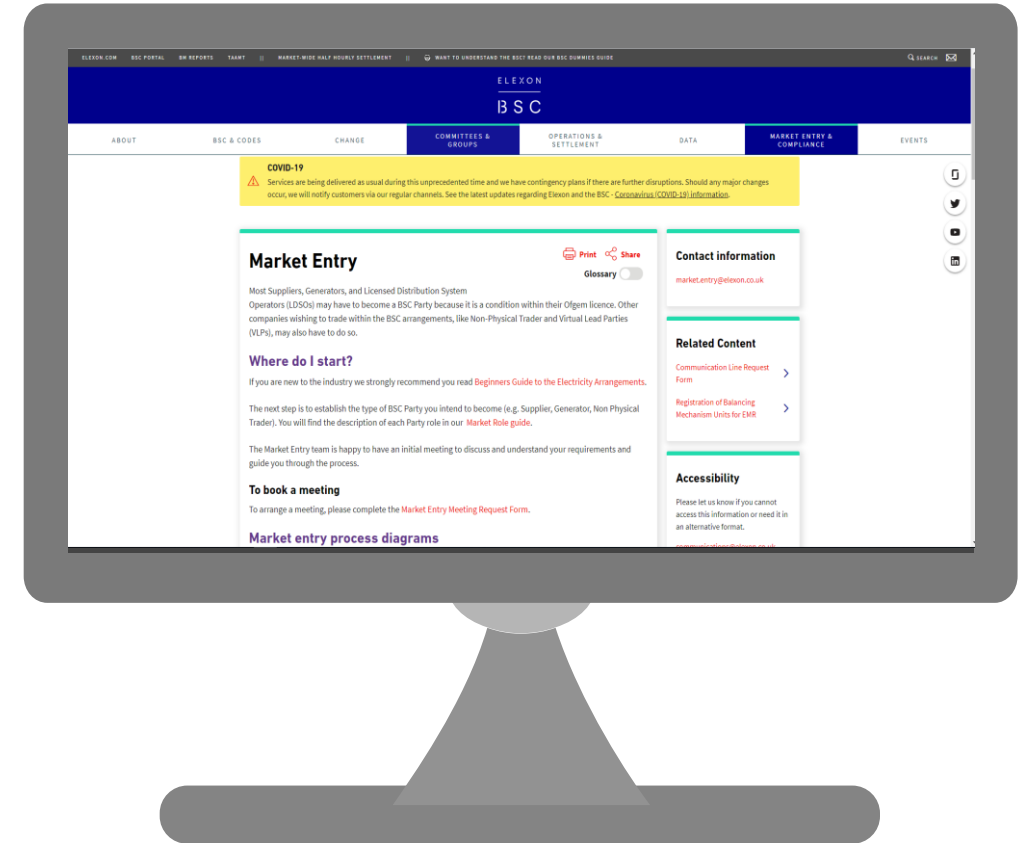 ELEXON.COM BSC PORTAL BM REPORTS TAAMT || MARKET-WIDE HALF HOURLY SETTLEMENT || WANT TO UNDERSTAND THE BSC? READ OUR BSC DUMMIES GUIDE SEARCH
ELEXON
BSC
ABOUT BSC & CODES CHANGE COMMITTEES & GROUPS OPERATIONS & SETTLEMENT DATA MARKET ENTRY & COMPLIANCE EVENTS
COVID-19
Services are being delivered as usual during this unprecedented time and we have contingency plans if there are further disruptions. Should any major changes
occur, we will notify customers via our regular channels. See the latest updates regarding Elexon and the BSC - Coronavirus (COVID-19) information.
Market Entry
Print Share
Glossary
Most Suppliers, Generators, and Licensed Distribution System
Operators (LDSOs) may have to become a BSC Party because it is a condition within their Ofgem licence. Other
companies wishing to trade within the BSC arrangements, like Non-Physical Trader and Virtual Lead Parties
(VLPs), may also have to do so.
Where do I start?
If you are new to the industry we strongly recommend you read Beginners Guide to the Electricity Arrangements.
The next step is to establish the type of BSC Party you intend to become (e.g. Supplier, Generator, Non Physical
Trader). You will find the description of each Party role in our Market Role guide.
The Market Entry team is happy to have an initial meeting to discuss and understand your requirements and
guide you through the process.
To book a meeting
To arrange a meeting, please complete the Market Entry Meeting Request Form.
Market entry process diagrams
Contact information
market.entry@elexon.co.uk
Related Content
Communication Line Request
Form
Registration of Balancing
Mechanism Units for EMR
Accessibility
Please let us know if you cannot
access this information or need it in
an alternative format.
communications@elexon.co.uk